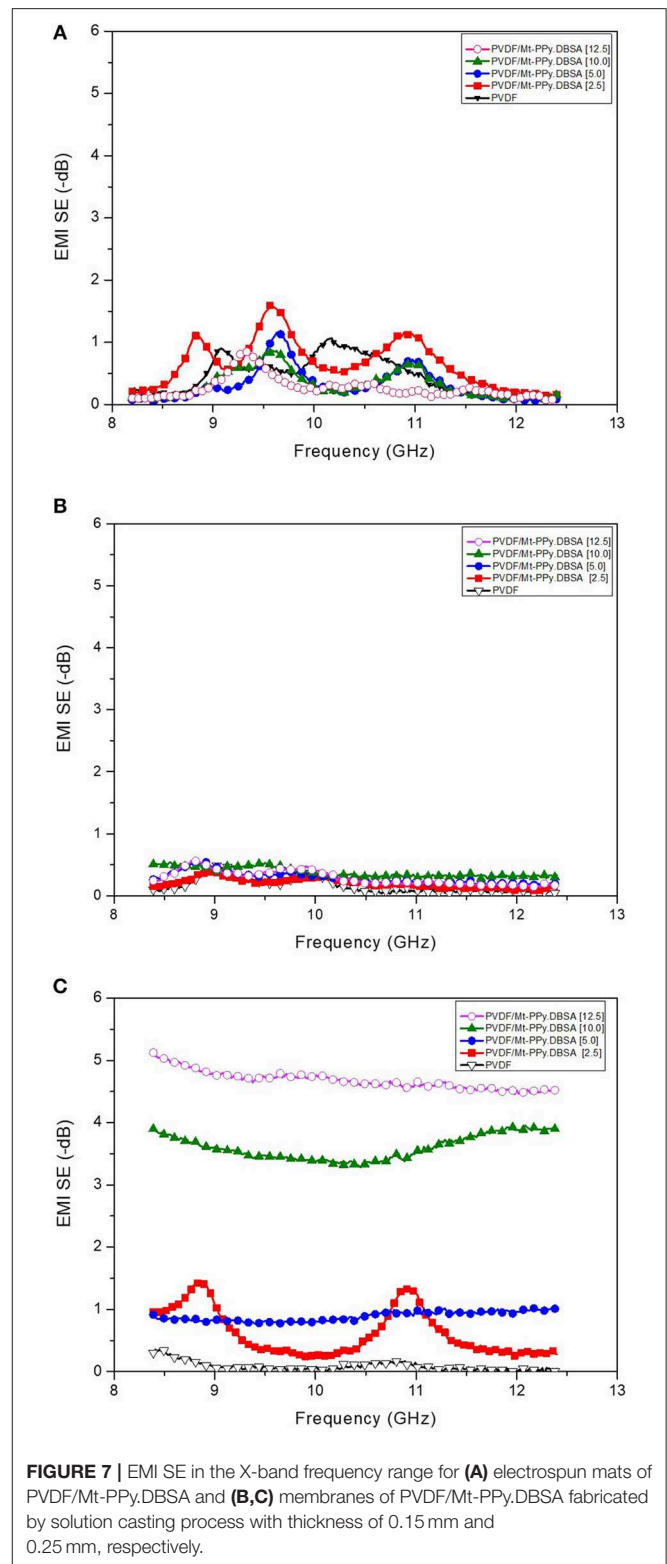 A
6
5
4
3
2
1
0
EMI SE (-dB)
PVDF/Mt-PPy.DBSA [12.5]
PVDF/Mt-PPy.DBSA [10.0]
PVDF/Mt-PPy.DBSA [5.0]
PVDF/Mt-PPy.DBSA [2.5]
PVDF
8 9 10 11 12 13
Frequency (GHz)
B
6
5
4
3
2
1
0
EMI SE (-dB)
PVDF/Mt-PPy.DBSA [12.5]
PVDF/Mt-PPy.DBSA [10.0]
PVDF/Mt-PPy.DBSA [5.0]
PVDF/Mt-PPy.DBSA [2.5]
PVDF
8 9 10 11 12 13
Frequency (GHz)
C
6
5
4
3
2
1
0
EMI SE (-dB)
PVDF/Mt-PPy.DBSA [12.5]
PVDF/Mt-PPy.DBSA [10.0]
PVDF/Mt-PPy.DBSA [5.0]
PVDF/Mt-PPy.DBSA [2.5]
PVDF
8 9 10 11 12 13
Frequency (GHz)
FIGURE 7 | EMI SE in the X-band frequency range for (A) electrospun mats of
PVDF/Mt-PPy.DBSA and (B,C) membranes of PVDF/Mt-PPy.DBSA fabricated
by solution casting process with thickness of 0.15 mm and
0.25 mm, respectively.